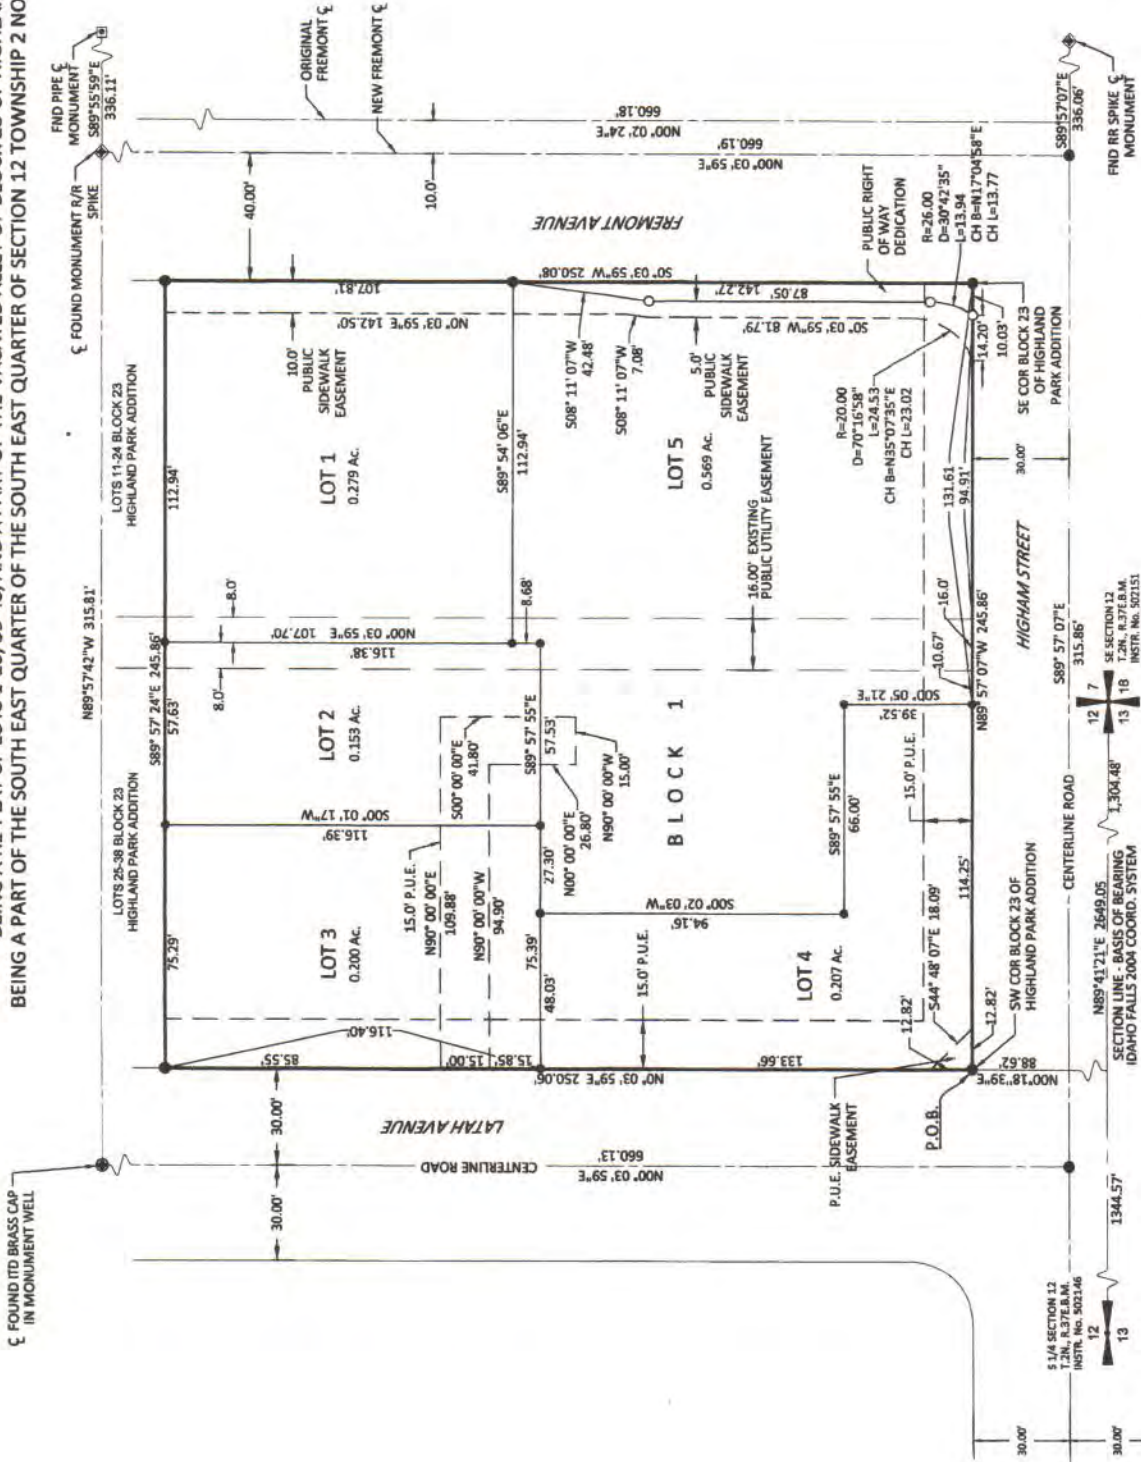 BEING A PART OF THE SOUTH EAST QUARTER OF THE SOUTH EAST QUARTER OF SECTION 12 TOWNSHIP 2 NO
℄ FOUND ITD BRASS CAP
IN MONUMENT WELL
N89°57'42"W 315.81'
℄ FOUND MONUMENT R/R
SPIKE
FND PIPE ℄
MONUMENT
S89°55'59"E
336.11'
LOTS 25-38 BLOCK 23
HIGHLAND PARK ADDITION
LOTS 11-24 BLOCK 23
HIGHLAND PARK ADDITION
ORIGINAL
FREMONT ℄
NEW FREMONT ℄
40.00'
10.0'
30.00'
30.00'
LATAH AVENUE
CENTERLINE ROAD
N00° 03' 59"E
660.13'
FREMONT AVENUE
N00° 03' 59"E
660.19'
N00° 02' 24"E
660.18'
S89° 57' 24"E 245.86'
75.29'
57.63'
112.94'
8.0'
8.0'
85.55'
116.40'
15.85' 15.00'
N0° 03' 59"E 250.06'
133.66'
LOT 3
0.200 Ac.
S00° 01' 17"W
116.39'
LOT 2
0.153 Ac.
N00° 03' 59"E 107.70'
116.38'
LOT 1
0.279 Ac.
10.0'
PUBLIC
SIDEWALK
EASEMENT
N0° 03' 59"E 142.50'
107.81'
S0° 03' 59"W 250.08'
142.27'
87.05'
15.0' P.U.E.
N90° 00' 00"E
109.88'
N90° 00' 00"W
94.90'
S00° 00' 00"E
41.80'
S89° 57' 55"E
57.53'
N00° 00' 00"E
26.80'
N90° 00' 00"W
15.00'
48.03'
75.39'
27.30'
8.68'
S89° 54' 06"E
112.94'
S08° 11' 07"W
42.48'
S08° 11' 07"W
7.08'
5.0'
PUBLIC
SIDEWALK
EASEMENT
S0° 03' 59"W 81.79'
PUBLIC RIGHT
OF WAY
DEDICATION
R=26.00
D=30°42'35"
L=13.94
CH B=N17°04'58"E
CH L=13.77
LOT 5
0.569 Ac.
R=20.00
D=70°16'58"
L=24.53
CH B=N35°07'35"E
CH L=23.02
16.00' EXISTING
PUBLIC UTILITY EASEMENT
BLOCK 1
15.0' P.U.E.
S00° 02' 03"W
94.16'
S89° 57' 55"E
66.00'
S00° 05' 21"E
39.52'
LOT 4
0.207 Ac.
15.0' P.U.E.
P.U.E. SIDEWALK
EASEMENT
12.82'
S44° 48' 07"E 18.09'
12.82'
P.O.B.
N00°18'39"E
88.62'
SW COR BLOCK 23 OF
HIGHLAND PARK ADDITION
114.25'
N89° 57' 07"W 245.86'
10.67'
16.0'
131.61
94.91'
14.20'
10.03'
SE COR BLOCK 23
OF HIGHLAND
PARK ADDITION
30.00'
HIGHAM STREET
CENTERLINE ROAD
S89° 57' 07"E
315.86'
S89°57'07"E
336.06'
FND RR SPIKE ℄
MONUMENT
S 1/4 SECTION 12
T.2N., R.37E.B.M.
INSTR. No. 502146
12
13
1344.57'
N89°41'21"E 2649.05
SECTION LINE - BASIS OF BEARING
IDAHO FALLS 2004 COORD. SYSTEM
1,304.48'
12 7
13 18
SE SECTION 12
T.2N., R.37E.B.M.
INSTR. No. 502151
30.00'
30.00'